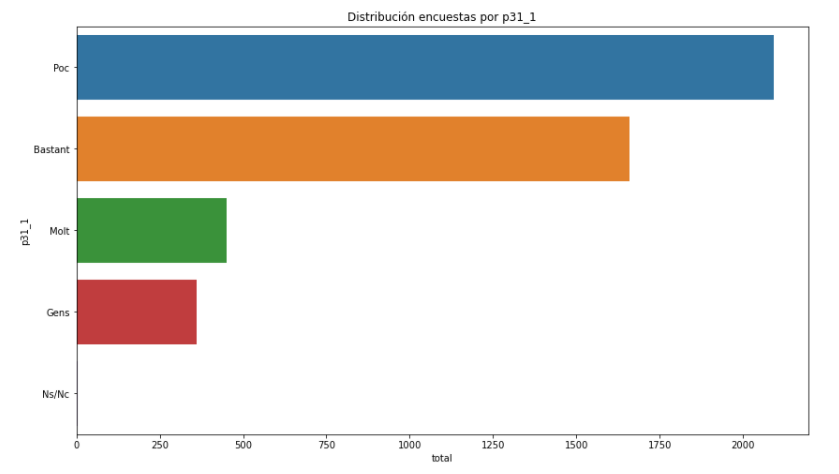 Distribución encuestas por p31_1
Poc
Bastant
Molt
Gens
Ns/Nc
p31_1
0 250 500 750 1000 1250 1500 1750 2000
total